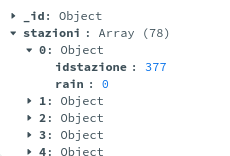 _id: Object
stazioni: Array (78)
0: Object
idstazione: 377
rain: 0
1: Object
2: Object
3: Object
4: Object